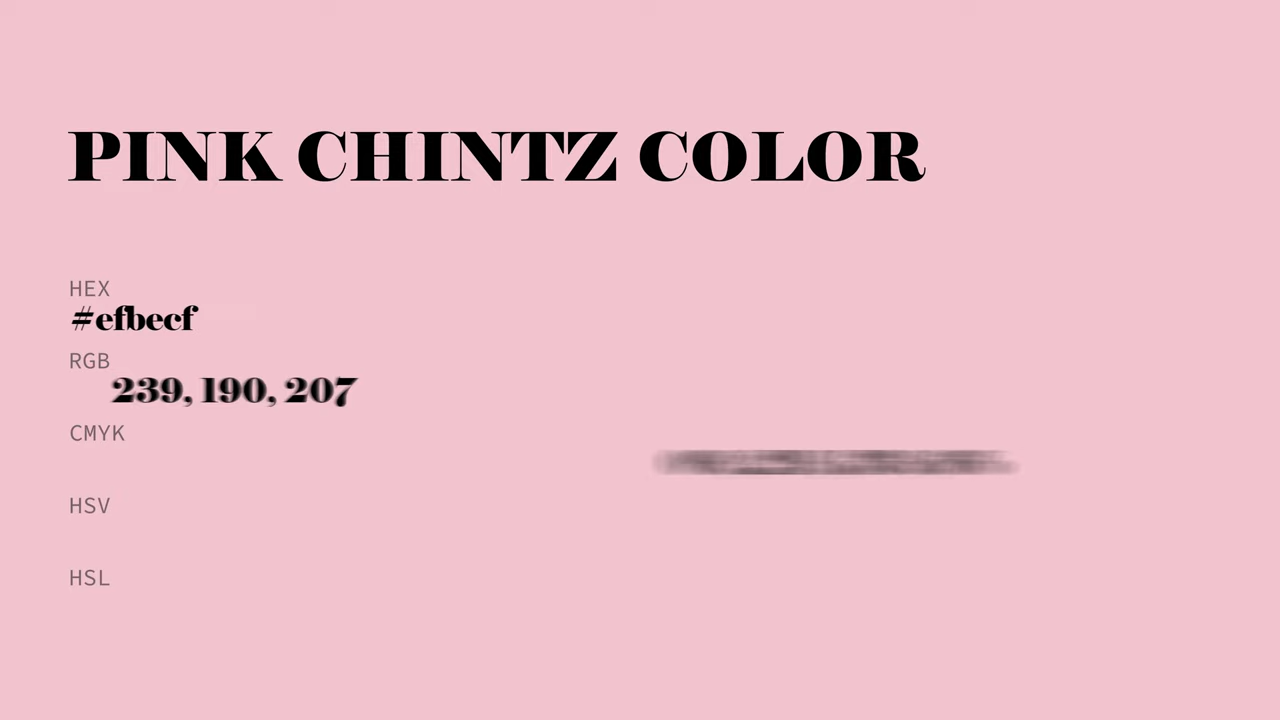 PINK CHINTZ COLOR
HEX
#efbecf
RGB
239, 190, 207
CMYK
HSV
HSL